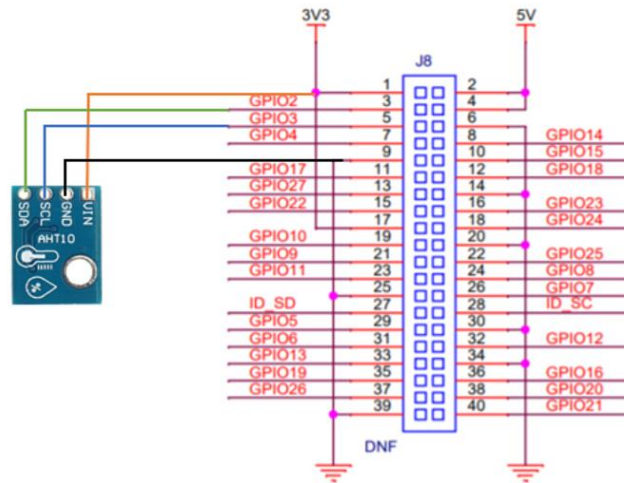 3V3 5V
J8
1 2
GPIO2 3 4
GPIO3 5 6
GPIO4 7 8 GPIO14
9 10 GPIO15
GPIO17 11 12 GPIO18
GPIO27 13 14
GPIO22 15 16 GPIO23
17 18 GPIO24
GPIO10 19 20
GPIO9 21 22 GPIO25
GPIO11 23 24 GPIO8
25 26 GPIO7
ID_SD 27 28 ID_SC
GPIO5 29 30
GPIO6 31 32 GPIO12
GPIO13 33 34
GPIO19 35 36 GPIO16
GPIO26 37 38 GPIO20
39 40 GPIO21
DNF
SDA
SCL
GND
VIN
AHT10